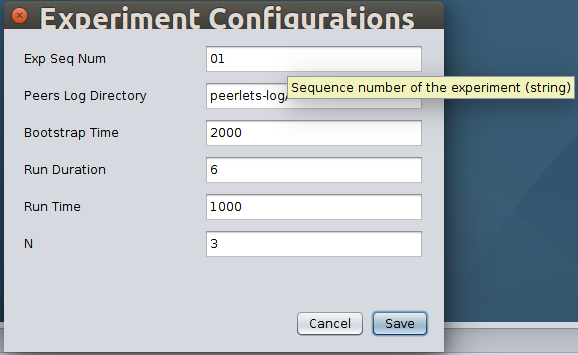 Experiment Configurations
Exp Seq Num 01
Sequence number of the experiment (string)
Peers Log Directory peerlets-log/
Bootstrap Time 2000
Run Duration 6
Run Time 1000
N 3
Cancel Save